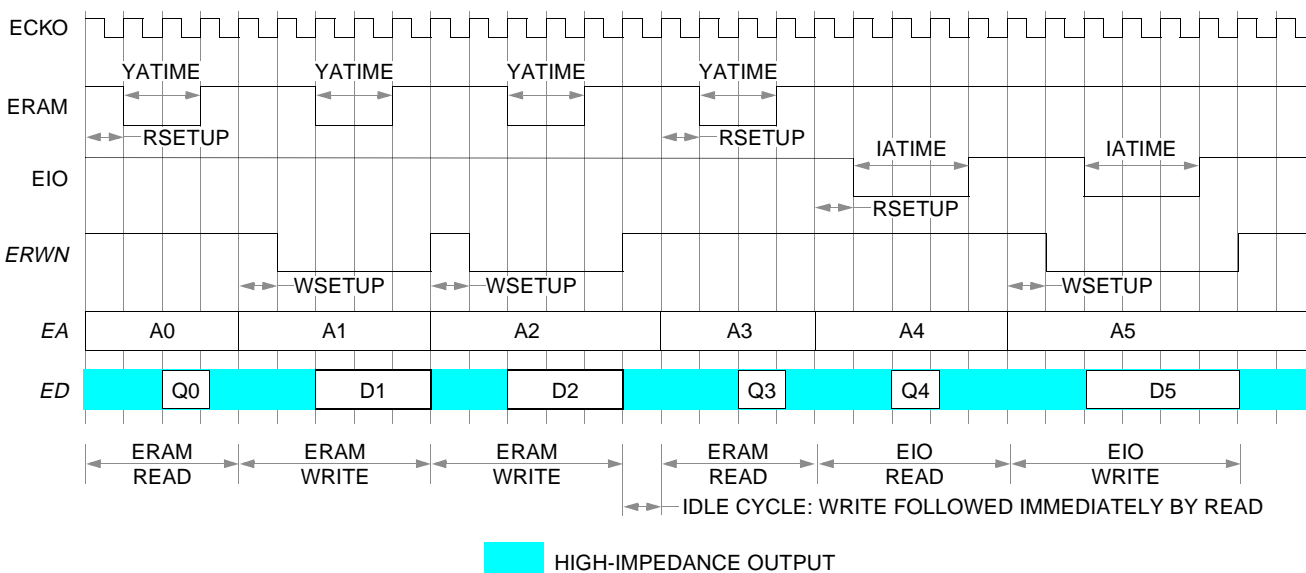 ECKO
YATIME YATIME YATIME YATIME
ERAM
RSETUP RSETUP
IATIME IATIME
EIO
RSETUP
ERWN
WSETUP WSETUP WSETUP
EA A0 A1 A2 A3 A4 A5
ED Q0 D1 D2 Q3 Q4 D5
ERAM ERAM ERAM ERAM EIO EIO
READ WRITE WRITE READ READ WRITE
IDLE CYCLE: WRITE FOLLOWED IMMEDIATELY BY READ
HIGH-IMPEDANCE OUTPUT